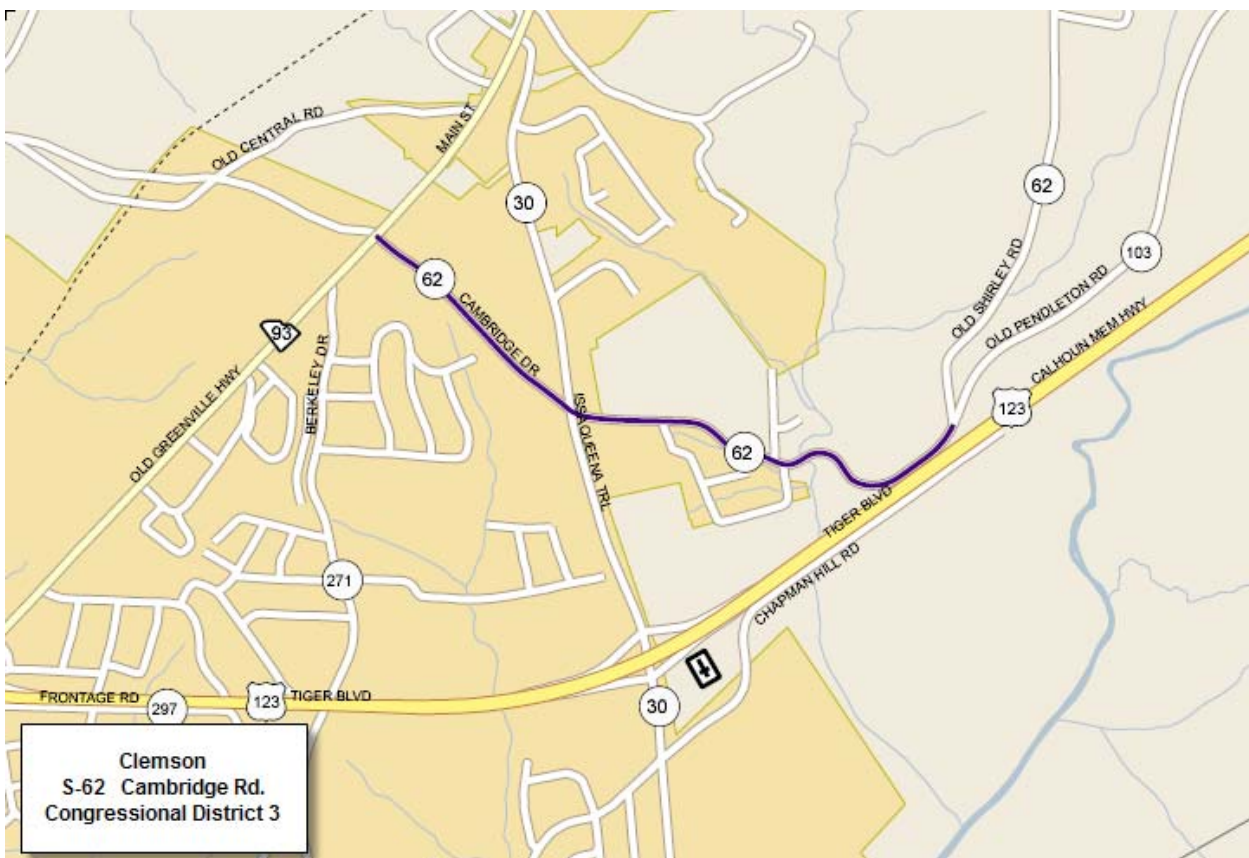 OLD CENTRAL RD
MAIN ST
30
62
62
CAMBRIDGE DR
OLD SHIRLEY RD
OLD PENDLETON RD
103
CALHOUN MEM HWY
93
OLD GREENVILLE HWY
BERKELEY DR
ISSAQUEENA TRL
123
62
TIGER BLVD
CHAPMAN HILL RD
271
FRONTAGE RD
297
123
TIGER BLVD
30
Clemson
S-62 Cambridge Rd.
Congressional District 3